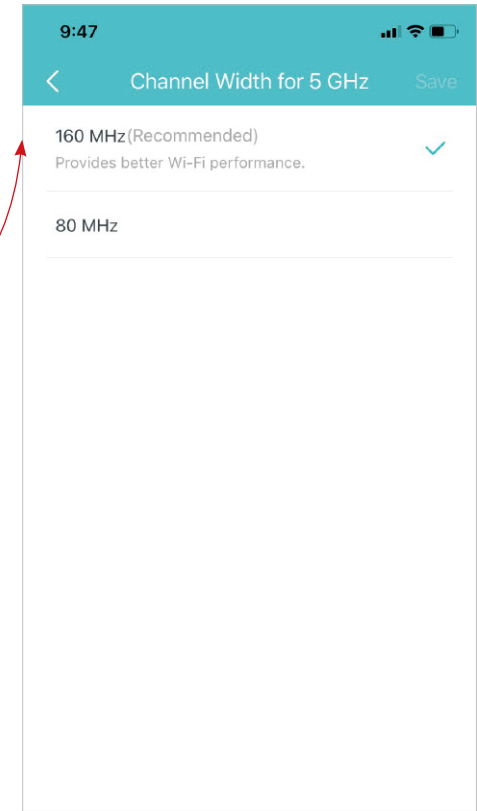 9:47
Channel Width for 5 GHz Save
160 MHz(Recommended)
Provides better Wi-Fi performance.
80 MHz